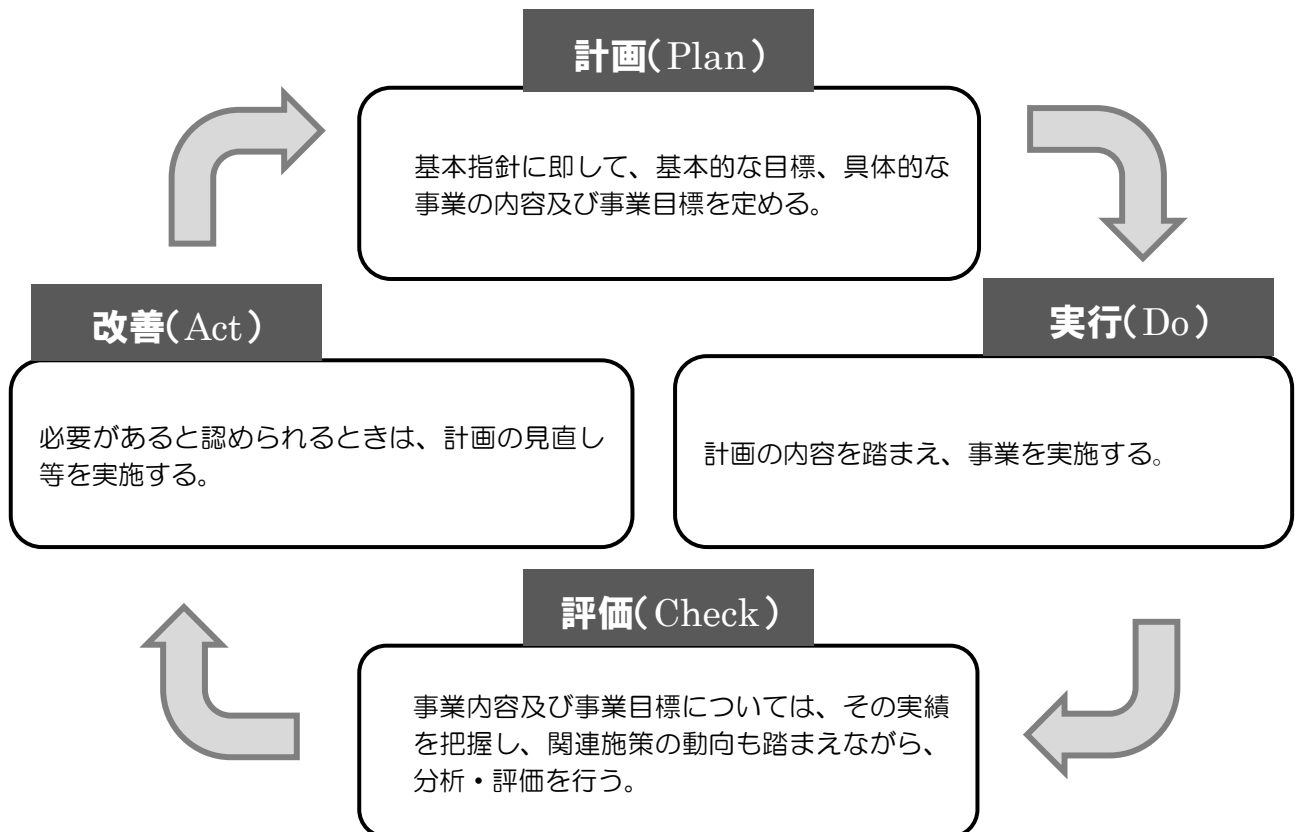 計画(Plan)
基本指針に即して、基本的な目標、具体的な
事業の内容及び事業目標を定める。
改善(Act)
必要があると認められるときは、計画の見直し
等を実施する。
実行(Do)
計画の内容を踏まえ、事業を実施する。
評価(Check)
事業内容及び事業目標については、その実績
を把握し、関連施策の動向も踏まえながら、
分析・評価を行う。